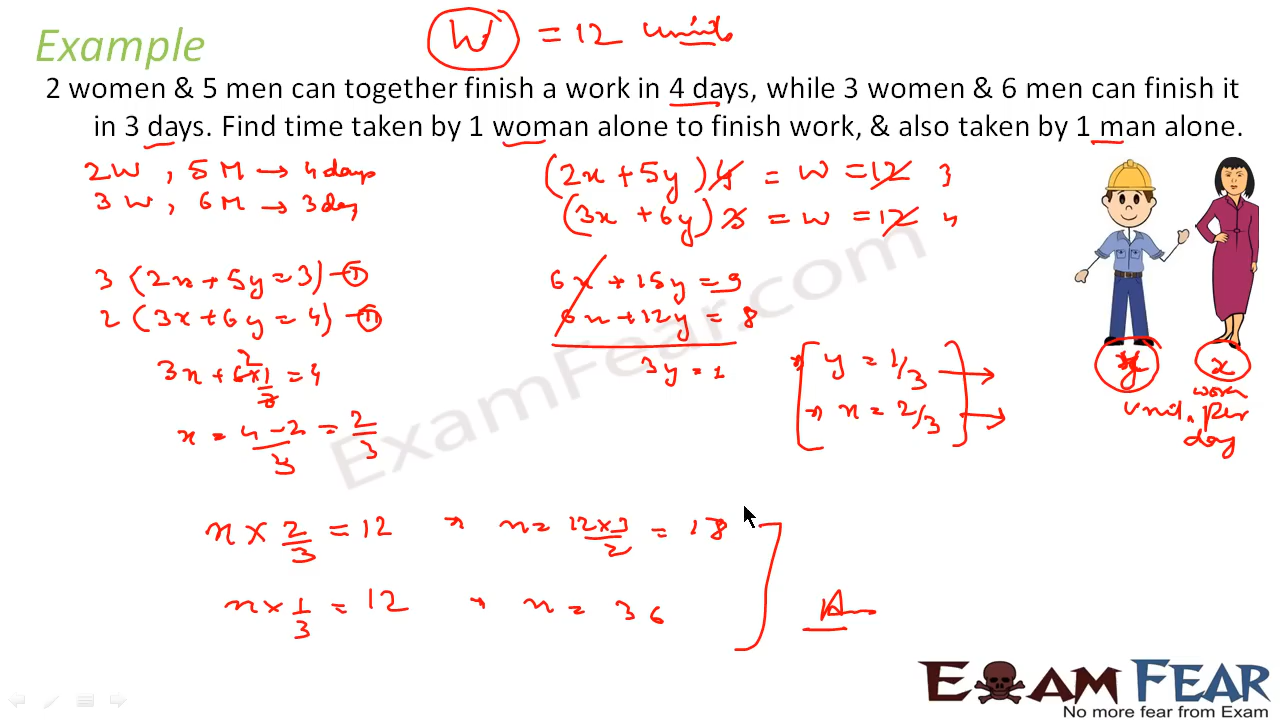 Example
W = 12 units
2 women & 5 men can together finish a work in 4 days, while 3 women & 6 men can finish it
in 3 days. Find time taken by 1 woman alone to finish work, & also taken by 1 man alone.
2W , 5M → 4 days
3 W, 6M → 3 day
(2x + 5y) 4 = W = 12 3
(3x + 6y) 3 = W = 12 4
3 (2x + 5y = 3) – I
2 (3x + 6y = 4) – II
6x + 15y = 9
6x + 12y = 8
3y = 1
3x + 6 × 1/3 = 4
2
x = 4 – 2 / 3 = 2/3
y = 1/3
x = 2/3
y
x
work
unit per
day
n × 2/3 = 12 → n = 12 × 3 / 2 = 18
n × 1/3 = 12 → n = 36
Ans
ExamFear.com
EXAM FEAR
No more fear from Exam